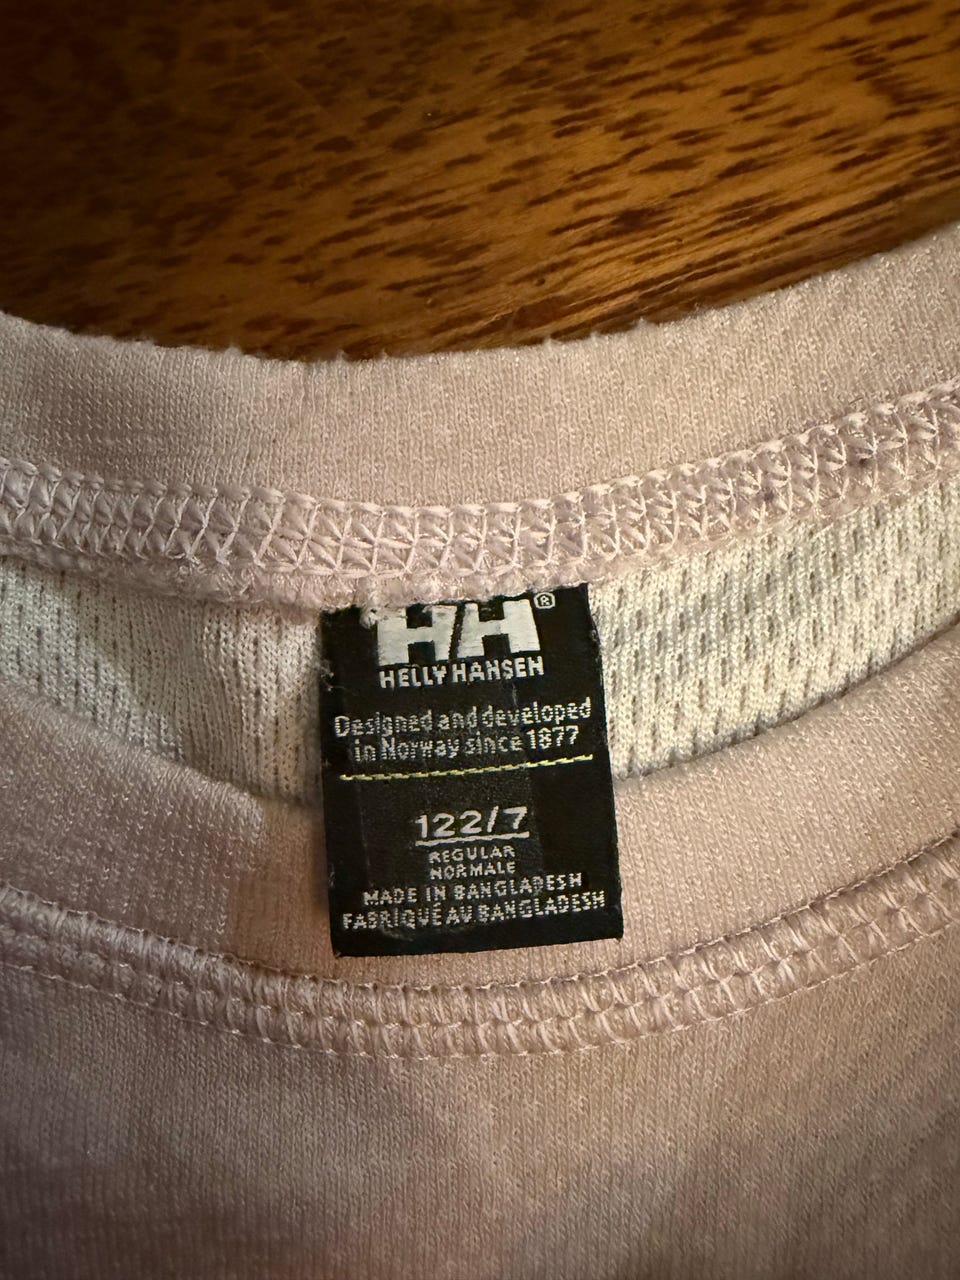 HH®
HELLY HANSEN
Designed and developed
in Norway since 1877
122/7
REGULAR
NORMALE
MADE IN BANGLADESH
FABRIQUÉ AU BANGLADESH